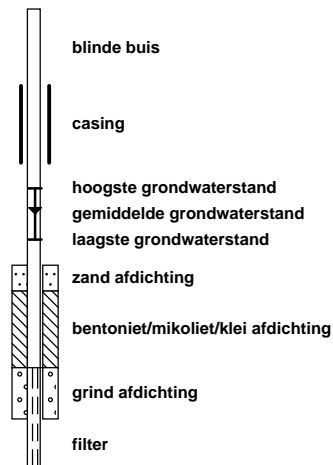 blinde buis
casing
hoogste grondwaterstand
gemiddelde grondwaterstand
laagste grondwaterstand
zand afdichting
bentoniet/mikoliet/klei afdichting
grind afdichting
filter